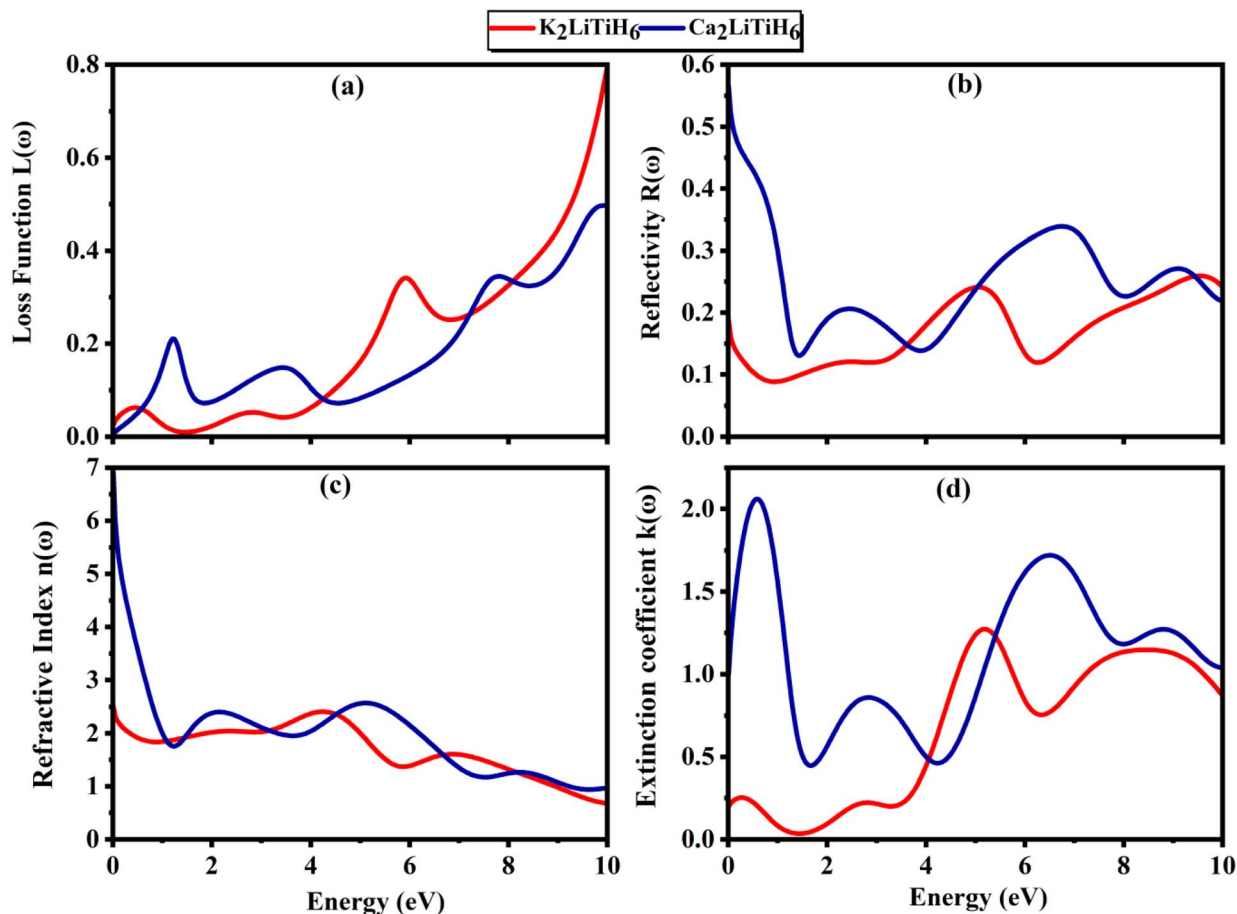 K₂LiTiH₆ Ca₂LiTiH₆
(a)
Loss Function L(ω)
0.8
0.6
0.4
0.2
0.0
(b)
Reflectivity R(ω)
0.6
0.5
0.4
0.3
0.2
0.1
0.0
(c)
Refractive Index n(ω)
7
6
5
4
3
2
1
0
0 2 4 6 8 10
Energy (eV)
(d)
Extinction coefficient k(ω)
2.0
1.5
1.0
0.5
0.0
0 2 4 6 8 10
Energy (eV)